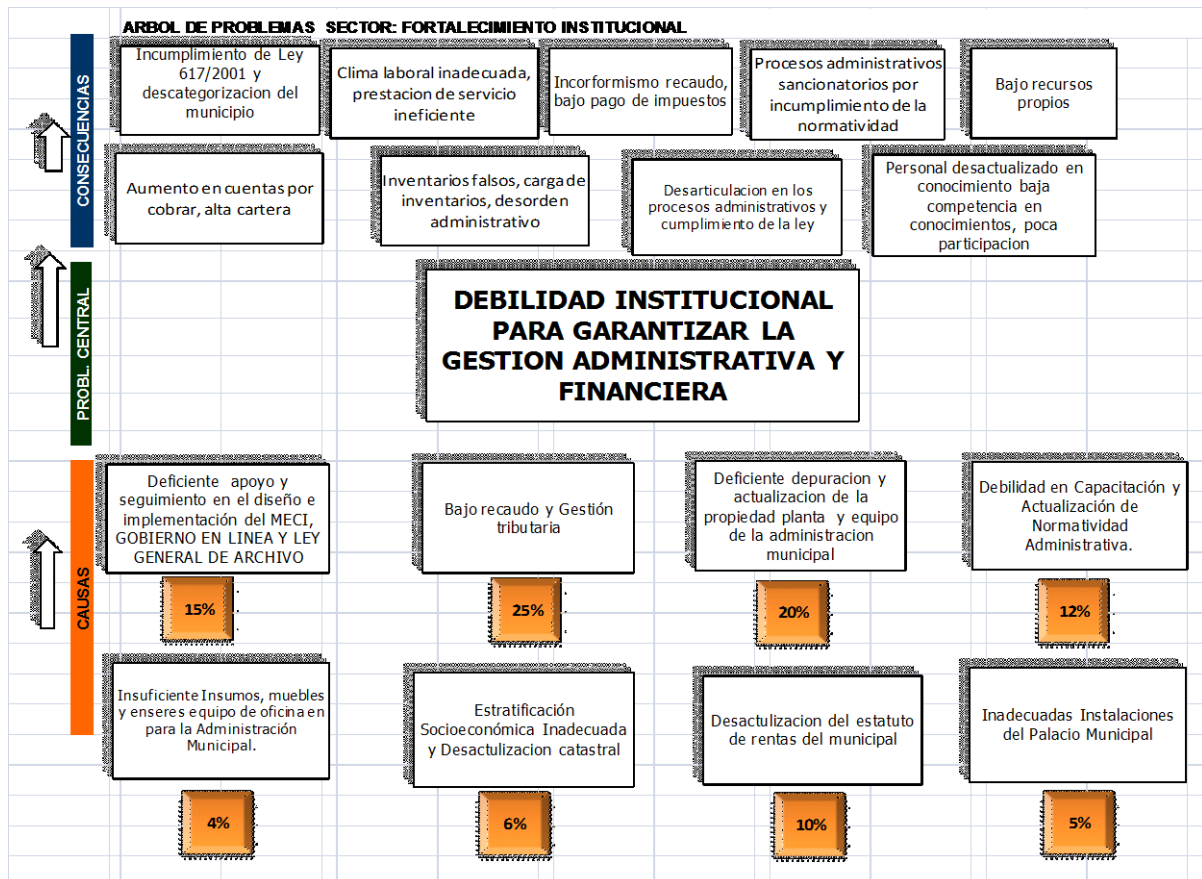 ARBOL DE PROBLEMAS SECTOR: FORTALECIMIENTO INSTITUCIONAL
CONSECUENCIAS
Incumplimiento de Ley
617/2001 y
descategorizacion del
municipio
Clima laboral inadecuada,
prestacion de servicio
ineficiente
Incorformismo recaudo,
bajo pago de impuestos
Procesos administrativos
sancionatorios por
incumplimiento de la
normatividad
Bajo recursos
propios
Aumento en cuentas por
cobrar, alta cartera
Inventarios falsos, carga de
inventarios, desorden
administrativo
Desarticulacion en los
procesos administrativos y
cumplimiento de la ley
Personal desactualizado en
conocimiento baja
competencia en
conocimientos, poca
participacion
PROBL. CENTRAL
DEBILIDAD INSTITUCIONAL
PARA GARANTIZAR LA
GESTION ADMINISTRATIVA Y
FINANCIERA
CAUSAS
Deficiente apoyo y
seguimiento en el diseño e
implementación del MECI,
GOBIERNO EN LINEA Y LEY
GENERAL DE ARCHIVO
Bajo recaudo y Gestión
tributaria
Deficiente depuracion y
actualizacion de la
propiedad planta y equipo
de la administracion
municipal
Debilidad en Capacitación y
Actualización de
Normatividad
Administrativa.
15%
25%
20%
12%
Insuficiente Insumos, muebles
y enseres equipo de oficina en
para la Administración
Municipal.
Estratificación
Socioeconómica Inadecuada
y Desactulizacion catastral
Desactulizacion del estatuto
de rentas del municipal
Inadecuadas Instalaciones
del Palacio Municipal
4%
6%
10%
5%